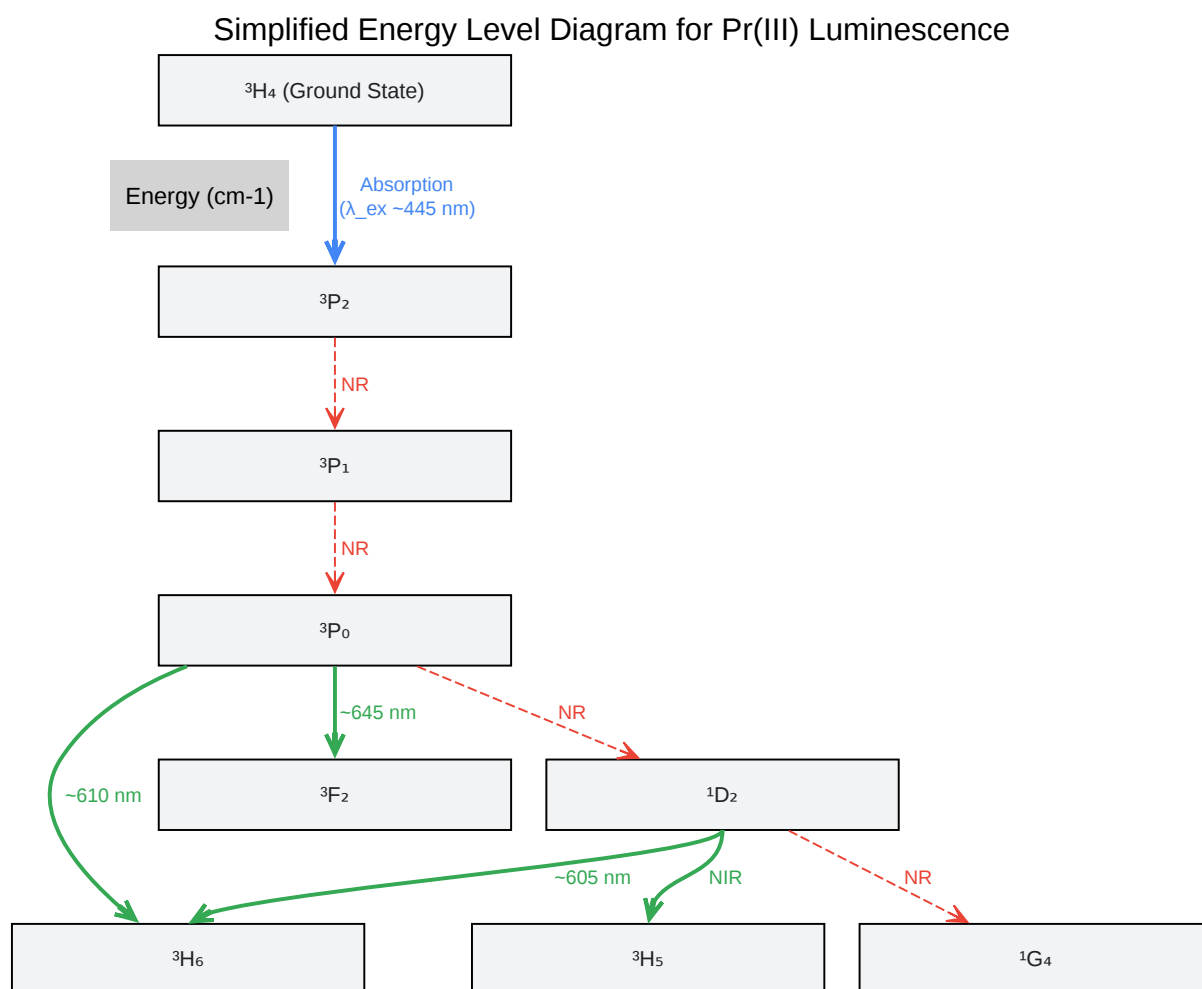 Simplified Energy Level Diagram for Pr(III) Luminescence
³H₄ (Ground State)
Energy (cm-1)
Absorption
(λ_ex ~445 nm)
³P₂
NR
³P₁
NR
³P₀
~645 nm
NR
~610 nm
³F₂
¹D₂
~605 nm
NIR
NR
³H₆
³H₅
¹G₄